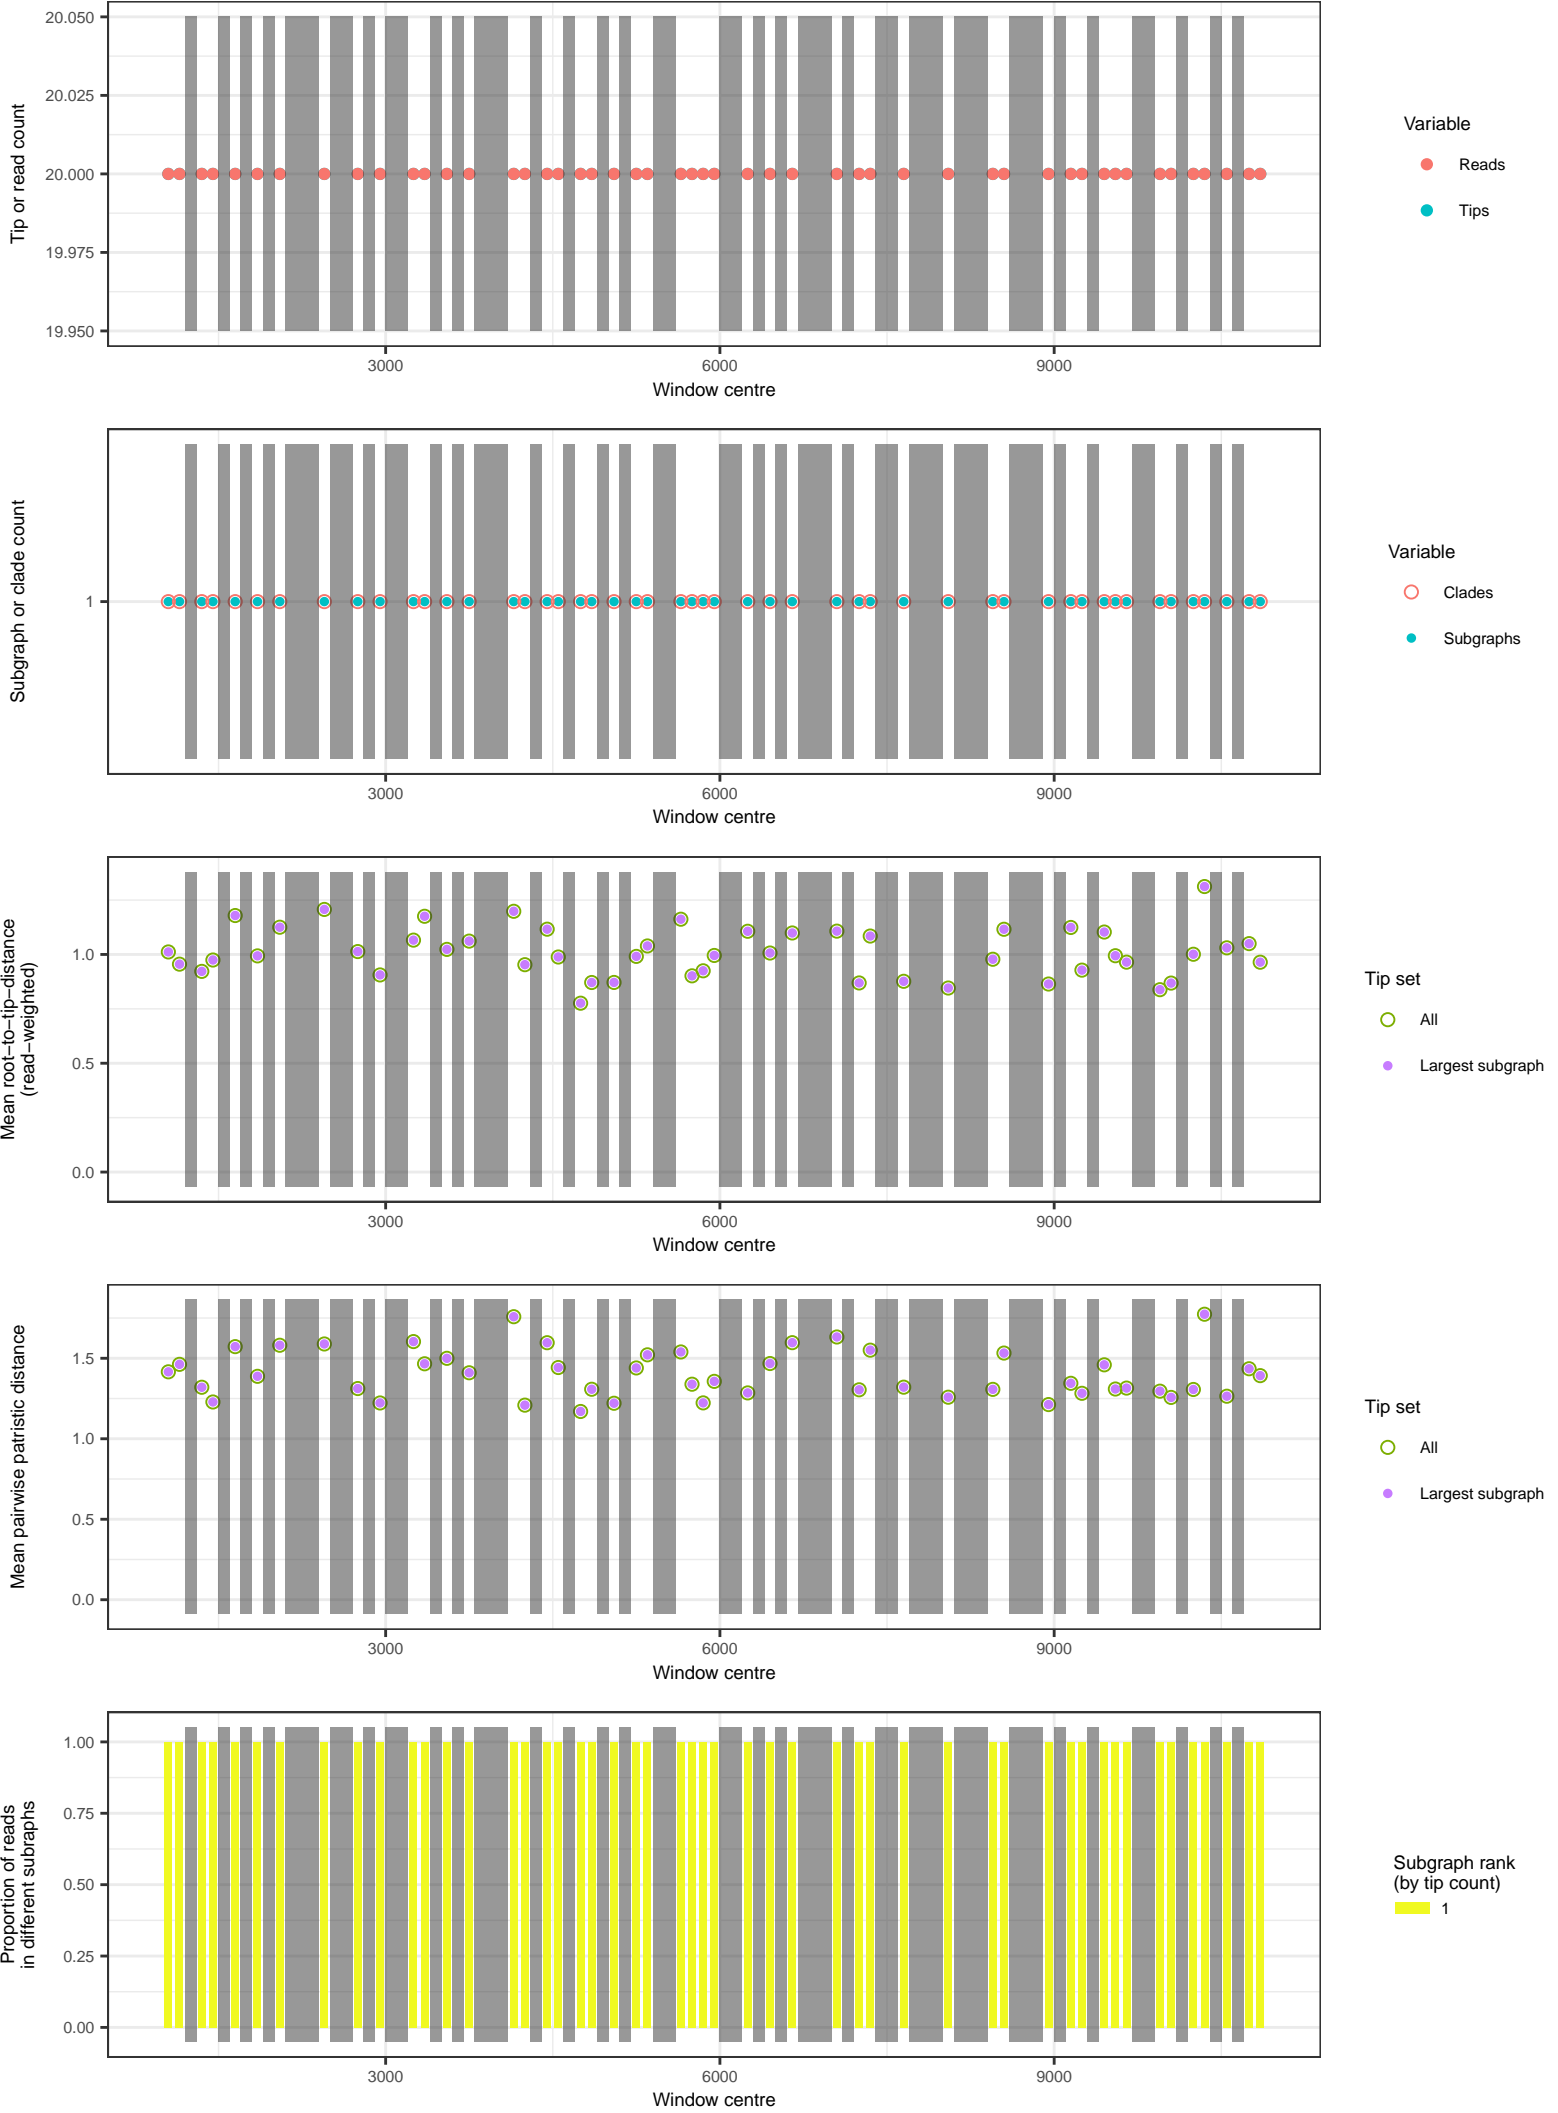 20.050
20.025
20.000
19.975
19.950
Tip or read count
3000
6000
9000
Window centre
Variable
Reads
Tips
1
Subgraph or clade count
3000
6000
9000
Window centre
Variable
Clades
Subgraphs
1.0
0.5
0.0
Mean root−to−tip−distance
(read−weighted)
3000
6000
9000
Window centre
Tip set
All
Largest subgraph
1.5
1.0
0.5
0.0
Mean pairwise patristic distance
3000
6000
9000
Window centre
Tip set
All
Largest subgraph
1.00
0.75
0.50
0.25
0.00
Proportion of reads
in different subraphs
3000
6000
9000
Window centre
Subgraph rank
(by tip count)
1